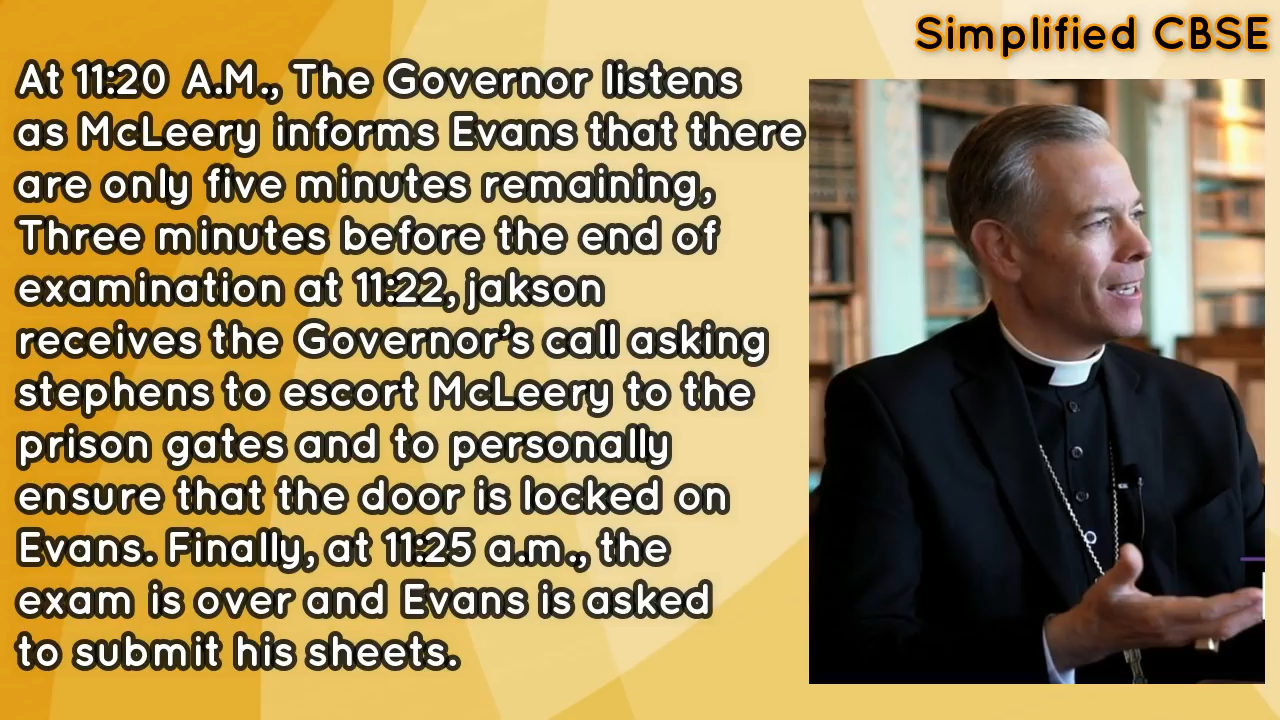 Simplified CBSE
At 11:20 A.M., The Governor listens
as McLeery informs Evans that there
are only five minutes remaining,
Three minutes before the end of
examination at 11:22, jakson
receives the Governor's call asking
stephens to escort McLeery to the
prison gates and to personally
ensure that the door is locked on
Evans. Finally, at 11:25 a.m., the
exam is over and Evans is asked
to submit his sheets.